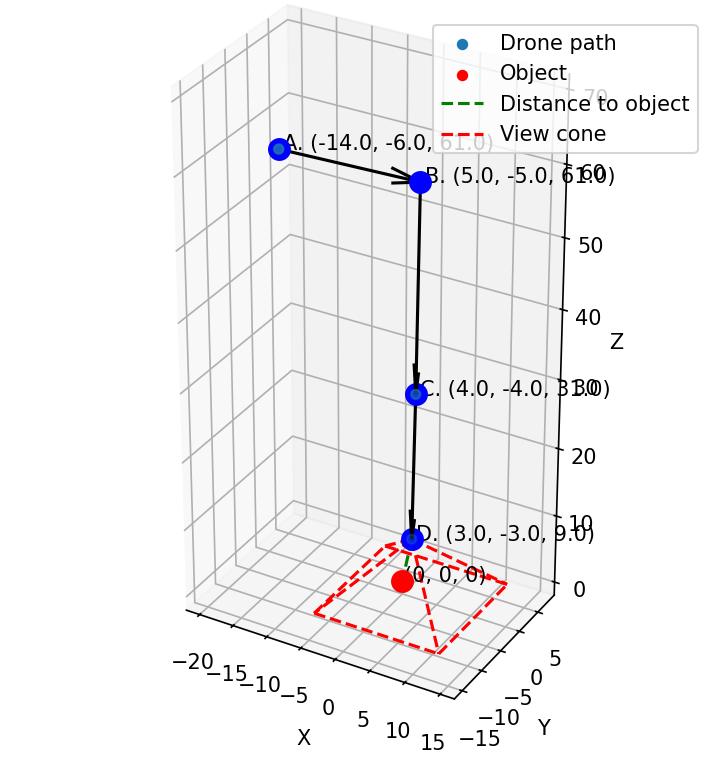 Drone path
Object
Distance to object
View cone
A. (-14.0, -6.0, 61.0)
B. (5.0, -5.0, 61.0)
C. (4.0, -4.0, 31.0)
D. (3.0, -3.0, 9.0)
(0, 0, 0)
70
60
50
40
30
20
10
0
Z
−20
−15
−10
−5
0
5
10
15
X
5
0
−5
−10
−15
Y